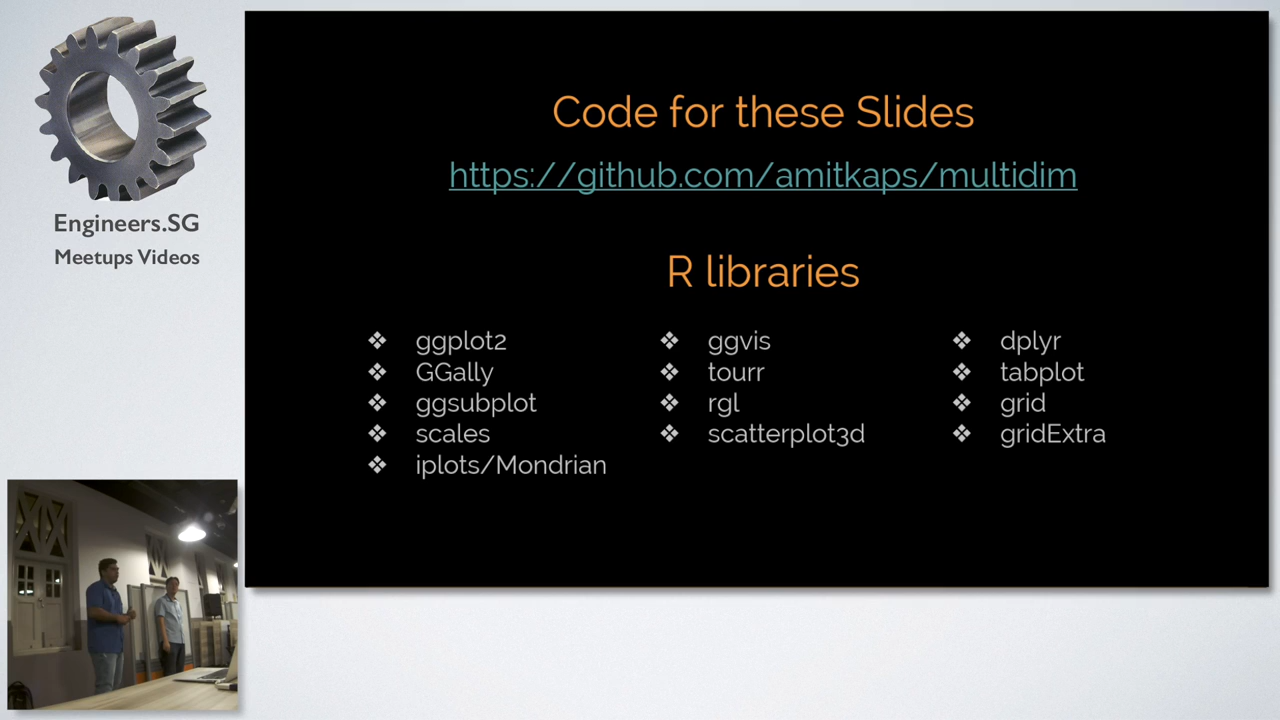 Engineers.SG
Meetups Videos
Code for these Slides
https://github.com/amitkaps/multidim
R libraries
❖ ggplot2
❖ GGally
❖ ggsubplot
❖ scales
❖ iplots/Mondrian
❖ ggvis
❖ tourr
❖ rgl
❖ scatterplot3d
❖ dplyr
❖ tabplot
❖ grid
❖ gridExtra